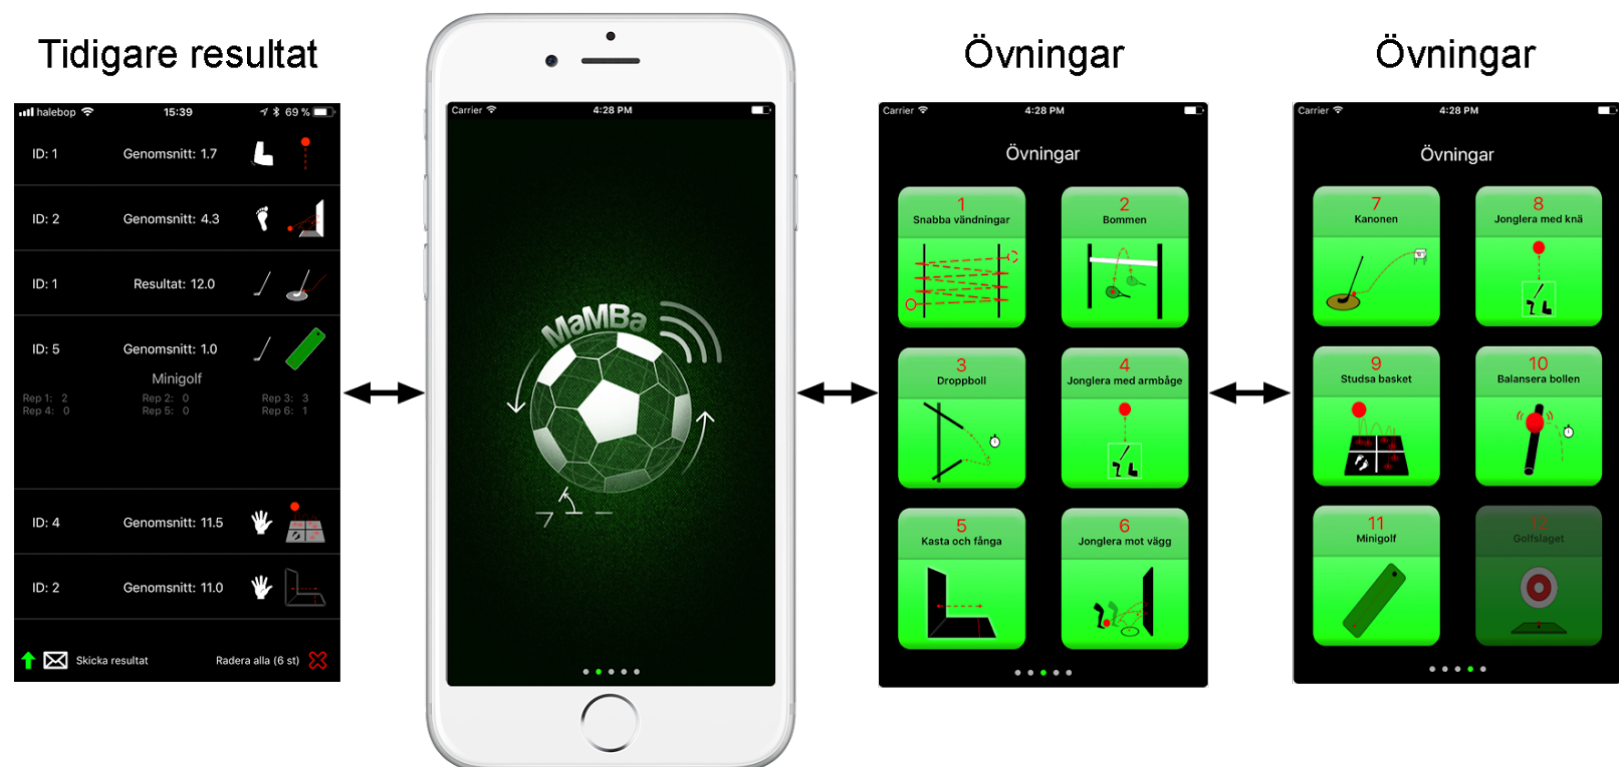 Tidigare resultat
halebop 15:39 69 %
ID: 1 Genomsnitt: 1.7
ID: 2 Genomsnitt: 4.3
ID: 1 Resultat: 12.0
ID: 5 Genomsnitt: 1.0
Minigolf
Rep 1: 2 Rep 2: 0 Rep 3: 3
Rep 4: 0 Rep 5: 0 Rep 6: 1
ID: 4 Genomsnitt: 11.5
ID: 2 Genomsnitt: 11.0
Skicka resultat Radera alla (6 st)
Carrier 4:28 PM
MaMBa
Övningar
Carrier 4:28 PM
Övningar
1
Snabba vändningar
2
Bommen
3
Droppboll
4
Jonglera med armbåge
5
Kasta och fånga
6
Jonglera mot vägg
Övningar
Carrier 4:28 PM
Övningar
7
Kanonen
8
Jonglera med knä
9
Studsa basket
10
Balansera bollen
11
Minigolf
12
Golfslaget